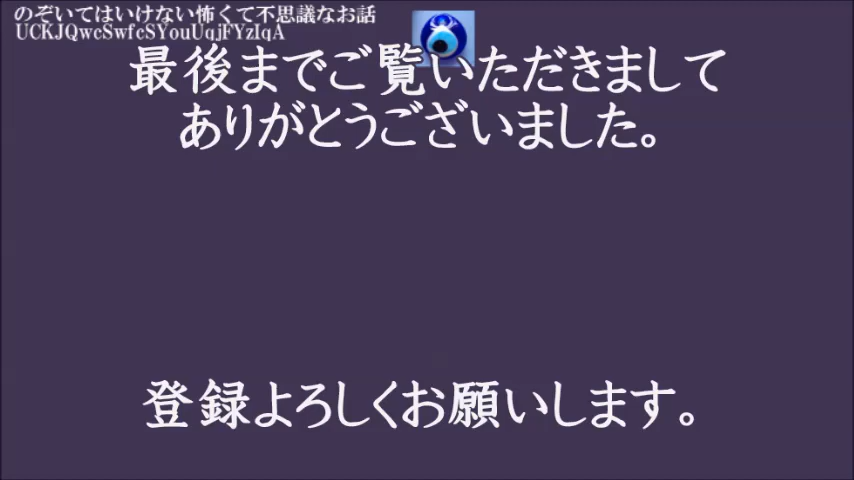 のぞいてはいけない怖くて不思議なお話
UCKJQwcSwfcSYouUqjFYzIqA
最後までご覧いただきまして
ありがとうございました。
登録よろしくお願いします。